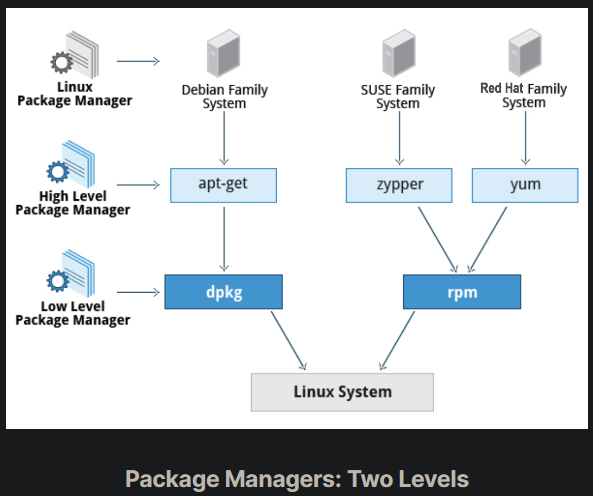 Linux
Package Manager
Debian Family
System
SUSE Family
System
Red Hat Family
System
High Level
Package Manager
apt-get
zypper
yum
Low Level
Package Manager
dpkg
rpm
Linux System
Package Managers: Two Levels